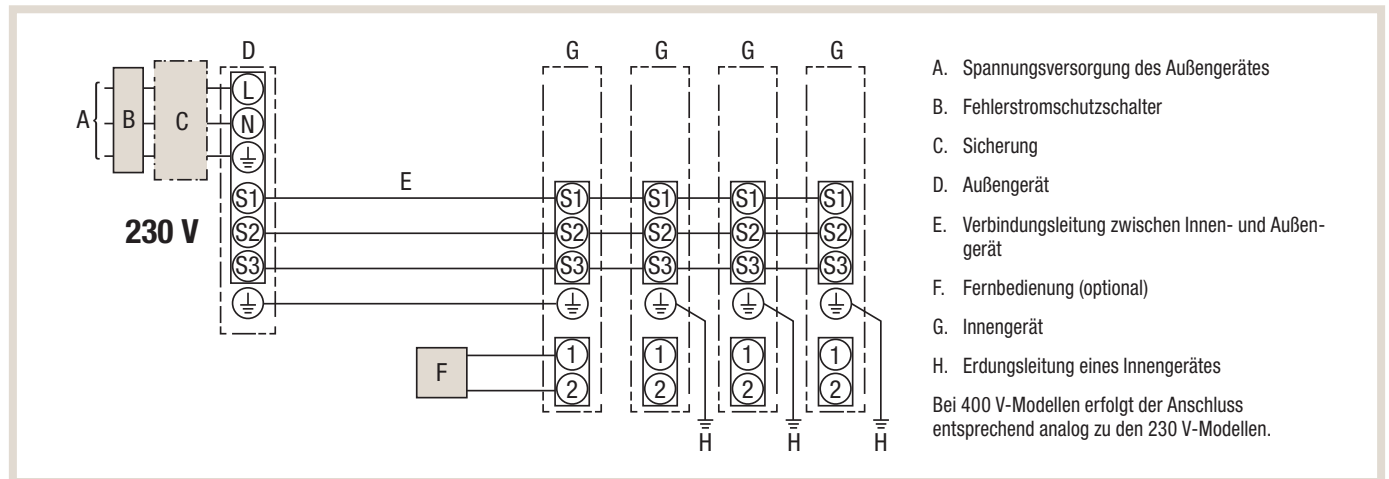 D G G G G
L
A B C N
S1 E S1 S1 S1 S1
230 V S2 S2 S2 S2 S2
S3 S3 S3 S3 S3
F 1 1 1 1
2 2 2 2
H H H
A. Spannungsversorgung des Außengerätes
B. Fehlerstromschutzschalter
C. Sicherung
D. Außengerät
E. Verbindungsleitung zwischen Innen- und Außen-
gerät
F. Fernbedienung (optional)
G. Innengerät
H. Erdungsleitung eines Innengerätes
Bei 400 V-Modellen erfolgt der Anschluss
entsprechend analog zu den 230 V-Modellen.